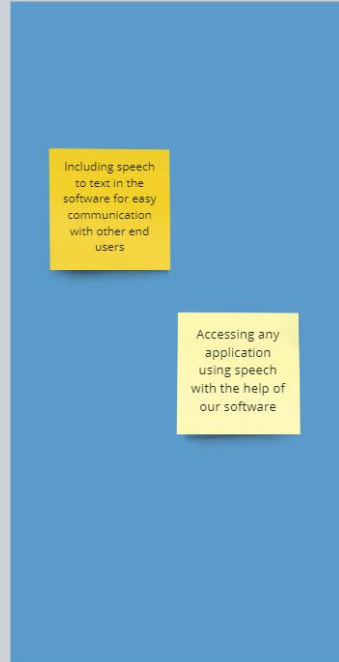 Including speech
to text in the
software for easy
communication
with other end
users
Accessing any
application
using speech
with the help of
our software